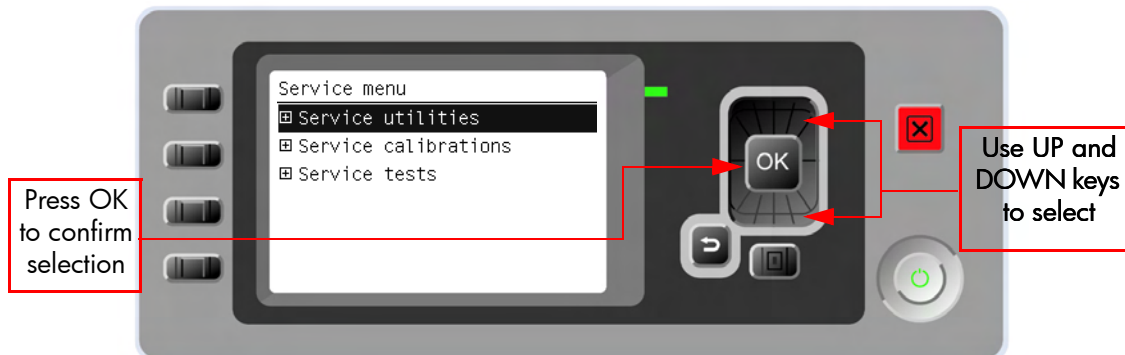 Service menu
Service utilities
Service calibrations
Service tests
OK
Press OK
to confirm
selection
Use UP and
DOWN keys
to select